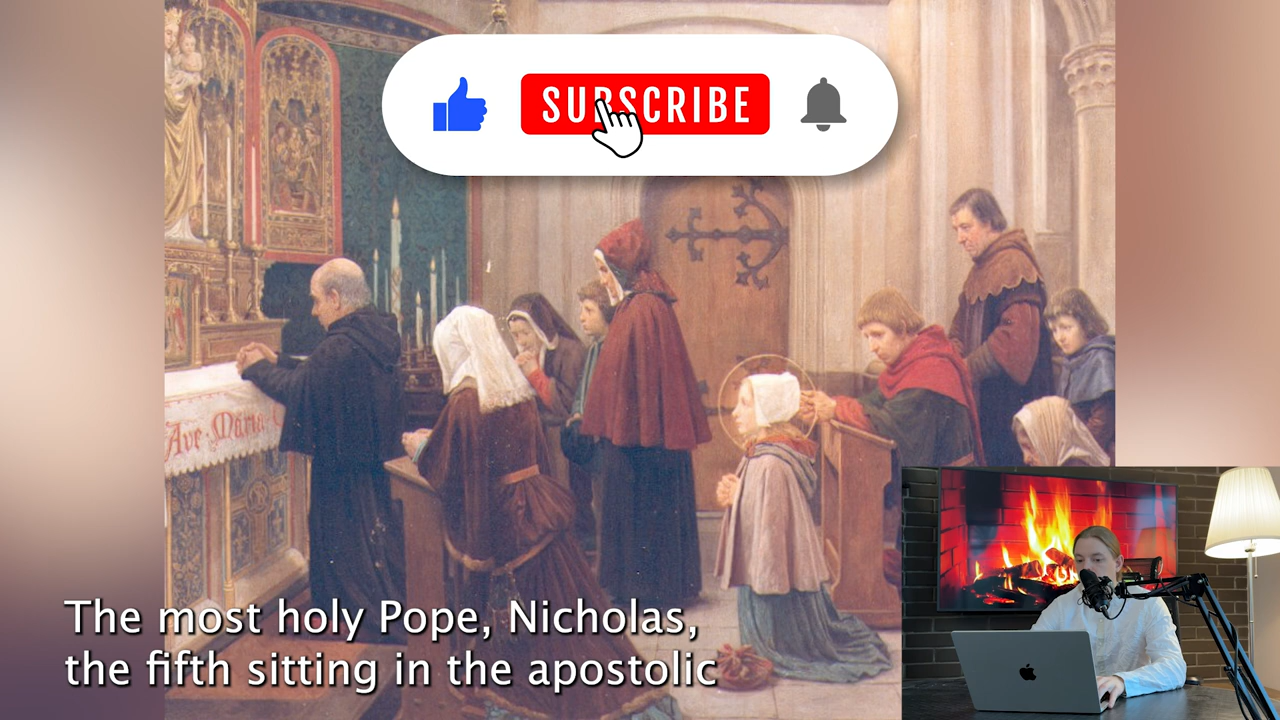 SUBSCRIBE
Ave Maria
The most holy Pope, Nicholas,
the fifth sitting in the apostolic